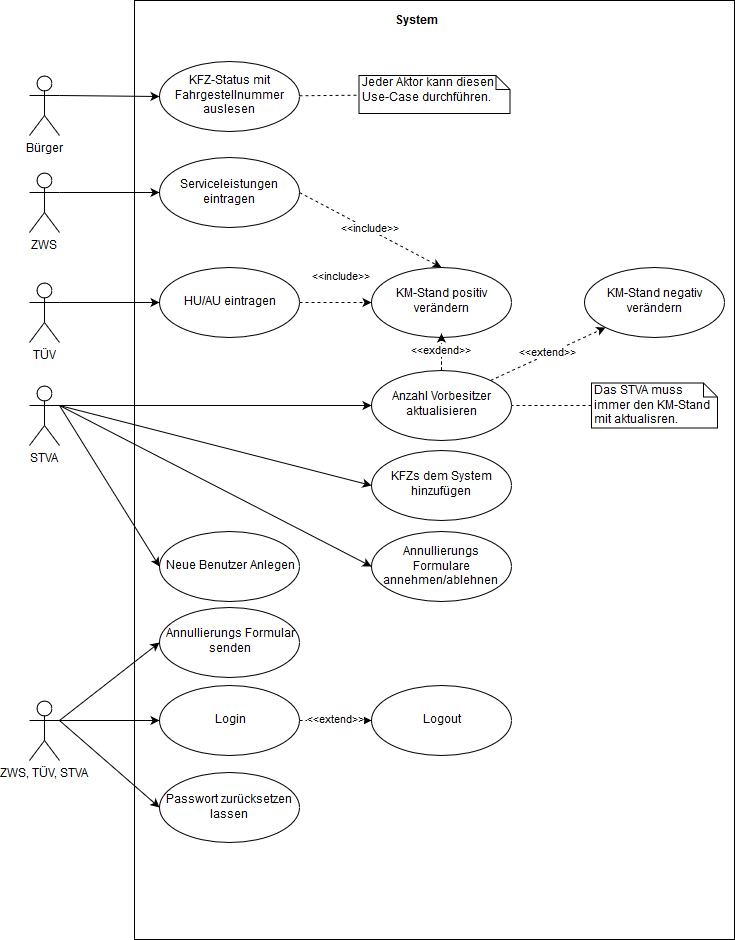 System
KFZ-Status mit
Fahrgestellnummer
auslesen
Jeder Aktor kann diesen
Use-Case durchführen.
Bürger
Serviceleistungen
eintragen
ZWS
<<include>>
<<include>>
HU/AU eintragen
KM-Stand positiv
verändern
KM-Stand negativ
verändern
TÜV
<<exdend>>
<<extend>>
Anzahl Vorbesitzer
aktualisieren
Das STVA muss
immer den KM-Stand
mit aktualisren.
STVA
KFZs dem System
hinzufügen
Neue Benutzer Anlegen
Annullierungs
Formulare
annehmen/ablehnen
Annullierungs Formular
senden
Login
<<extend>>
Logout
ZWS, TÜV, STVA
Passwort zurücksetzen
lassen